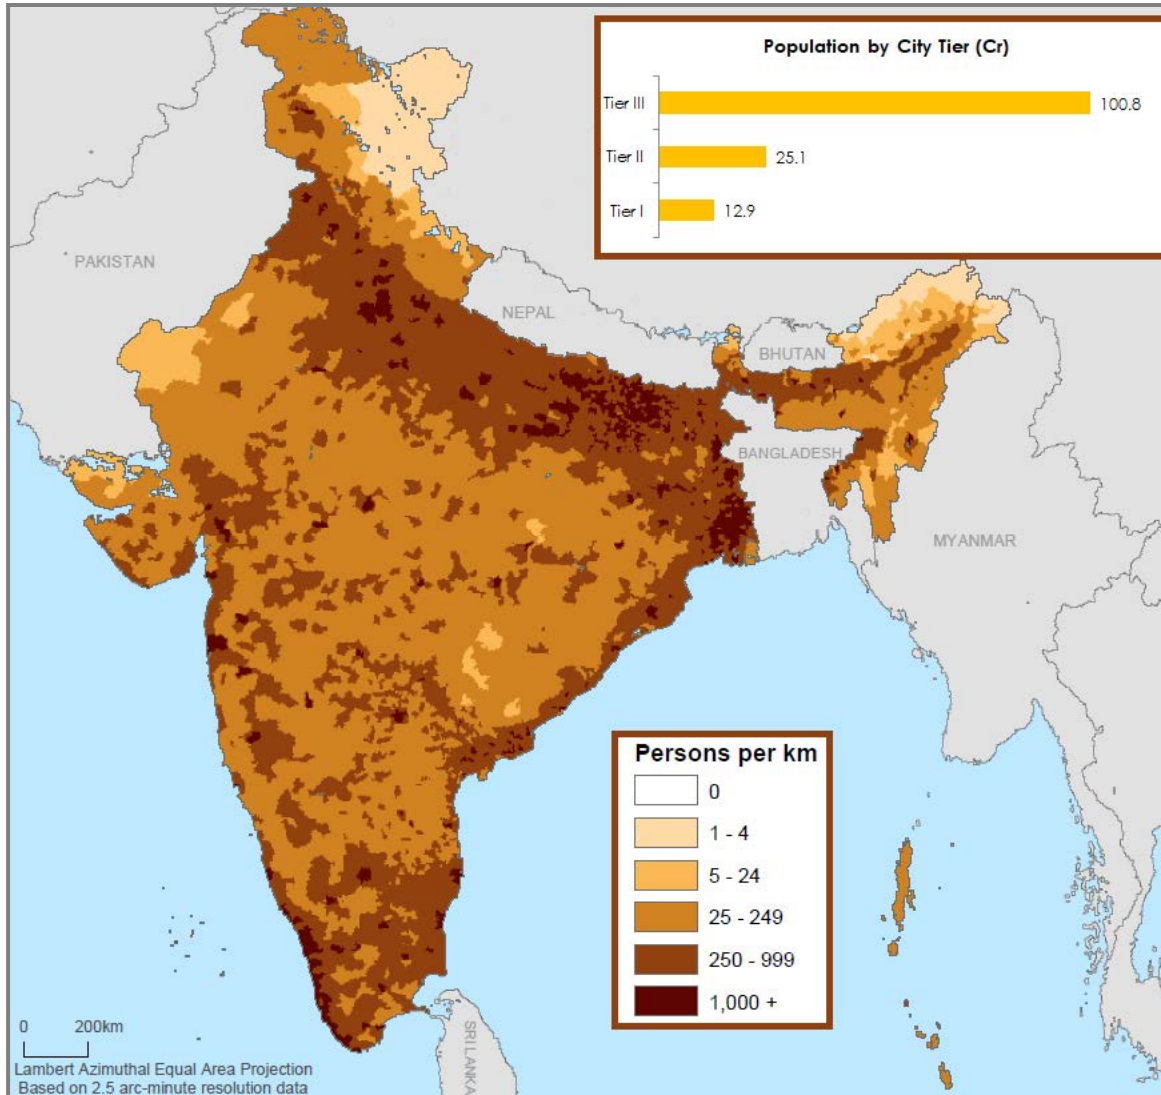 Population by City Tier (Cr)
Tier III
100.8
Tier II
25.1
Tier I
12.9
PAKISTAN
NEPAL
BHUTAN
BANGLADESH
MYANMAR
Persons per km
0
1 - 4
5 - 24
25 - 249
250 - 999
1,000 +
SRI LANKA
0 200km
Lambert Azimuthal Equal Area Projection
Based on 2.5 arc-minute resolution data